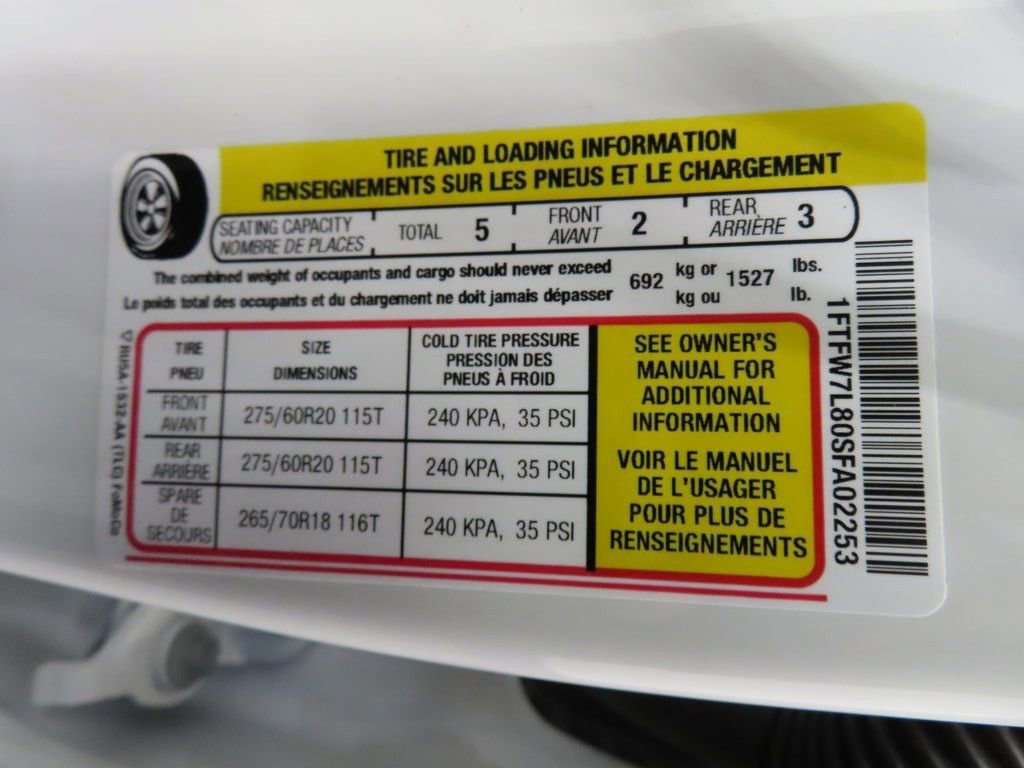 TIRE AND LOADING INFORMATION
RENSEIGNEMENTS SUR LES PNEUS ET LE CHARGEMENT
SEATING CAPACITY TOTAL 5 FRONT 2 REAR 3
NOMBRE DE PLACES AVANT ARRIÈRE
The combined weight of occupants and cargo should never exceed 692 kg or 1527 lbs.
Le poids total des occupants et du chargement ne doit jamais dépasser kg ou lb.
TIRE SIZE COLD TIRE PRESSURE
PNEU DIMENSIONS PRESSION DES
PNEUS À FROID
FRONT
AVANT 275/60R20 115T 240 KPA, 35 PSI
REAR
ARRIÈRE 275/60R20 115T 240 KPA, 35 PSI
SPARE
DE
SECOURS 265/70R18 116T 240 KPA, 35 PSI
SEE OWNER'S
MANUAL FOR
ADDITIONAL
INFORMATION
VOIR LE MANUEL
DE L'USAGER
POUR PLUS DE
RENSEIGNEMENTS
1FTFW7L80SFA02253
RU5A-1532-AA (TLC) FoMoCo